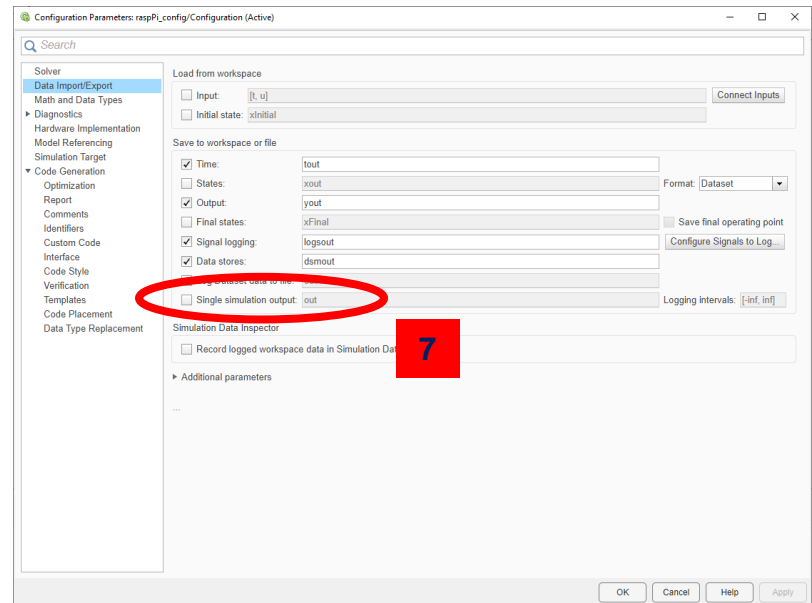 Configuration Parameters: raspPi_config/Configuration (Active)
Search
Solver
Data Import/Export
Math and Data Types
Diagnostics
Hardware Implementation
Model Referencing
Simulation Target
Code Generation
Optimization
Report
Comments
Identifiers
Custom Code
Interface
Code Style
Verification
Templates
Code Placement
Data Type Replacement
Load from workspace
Input: [t, u] Connect Inputs
Initial state: xInitial
Save to workspace or file
Time: tout
States: xout Format: Dataset
Output: yout
Final states: xFinal Save final operating point
Signal logging: logsout Configure Signals to Log...
Data stores: dsmout
data to file:
Single simulation output: out Logging intervals: [-inf, inf]
Simulation Data Inspector
Record logged workspace data in Simulation
7
Additional parameters
...
OK Cancel Help Apply